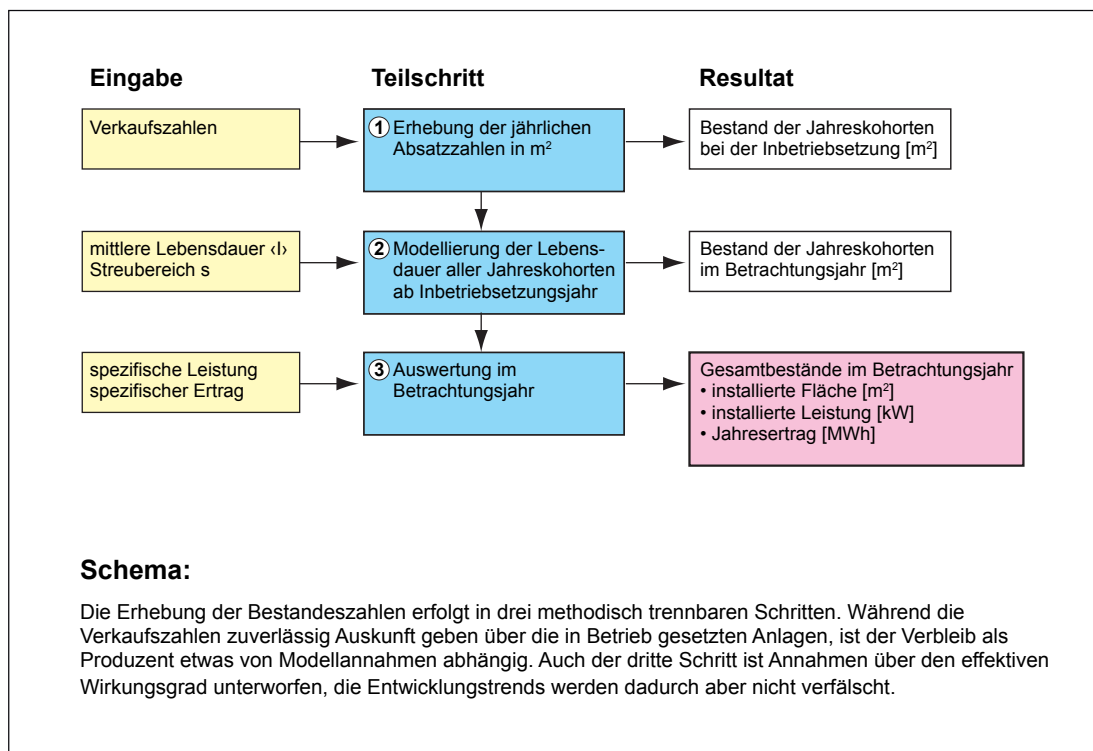 Eingabe
Teilschritt
Resultat
Verkaufszahlen
1 Erhebung der jährlichen
Absatzzahlen in m²
Bestand der Jahreskohorten
bei der Inbetriebsetzung [m²]
mittlere Lebensdauer ‹l›
Streubereich s
2 Modellierung der Lebens-
dauer aller Jahreskohorten
ab Inbetriebsetzungsjahr
Bestand der Jahreskohorten
im Betrachtungsjahr [m²]
spezifische Leistung
spezifischer Ertrag
3 Auswertung im
Betrachtungsjahr
Gesamtbestände im Betrachtungsjahr
• installierte Fläche [m²]
• installierte Leistung [kW]
• Jahresertrag [MWh]
Schema:
Die Erhebung der Bestandeszahlen erfolgt in drei methodisch trennbaren Schritten. Während die
Verkaufszahlen zuverlässig Auskunft geben über die in Betrieb gesetzten Anlagen, ist der Verbleib als
Produzent etwas von Modellannahmen abhängig. Auch der dritte Schritt ist Annahmen über den effektiven
Wirkungsgrad unterworfen, die Entwicklungstrends werden dadurch aber nicht verfälscht.